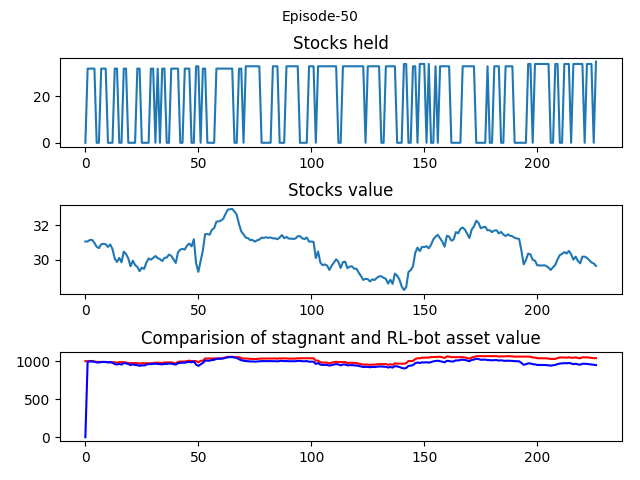 Episode-50
Stocks held
20
0
0 50 100 150 200
Stocks value
32
30
0 50 100 150 200
Comparision of stagnant and RL-bot asset value
1000
500
0
0 50 100 150 200